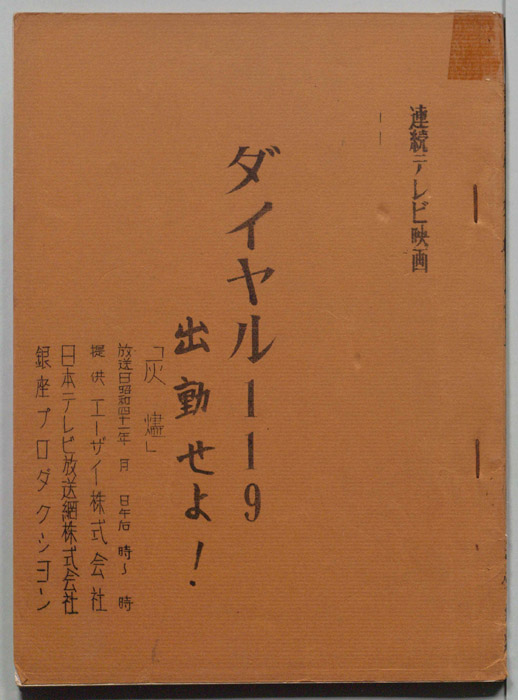 連続テレビ映画
ダイヤル119
出動せよ!
「灰燼」
放送日昭和四十一年 月 日午后 時~ 時
提供 エーザイ株式会社
日本テレビ放送網株式会社
銀座プロダクション